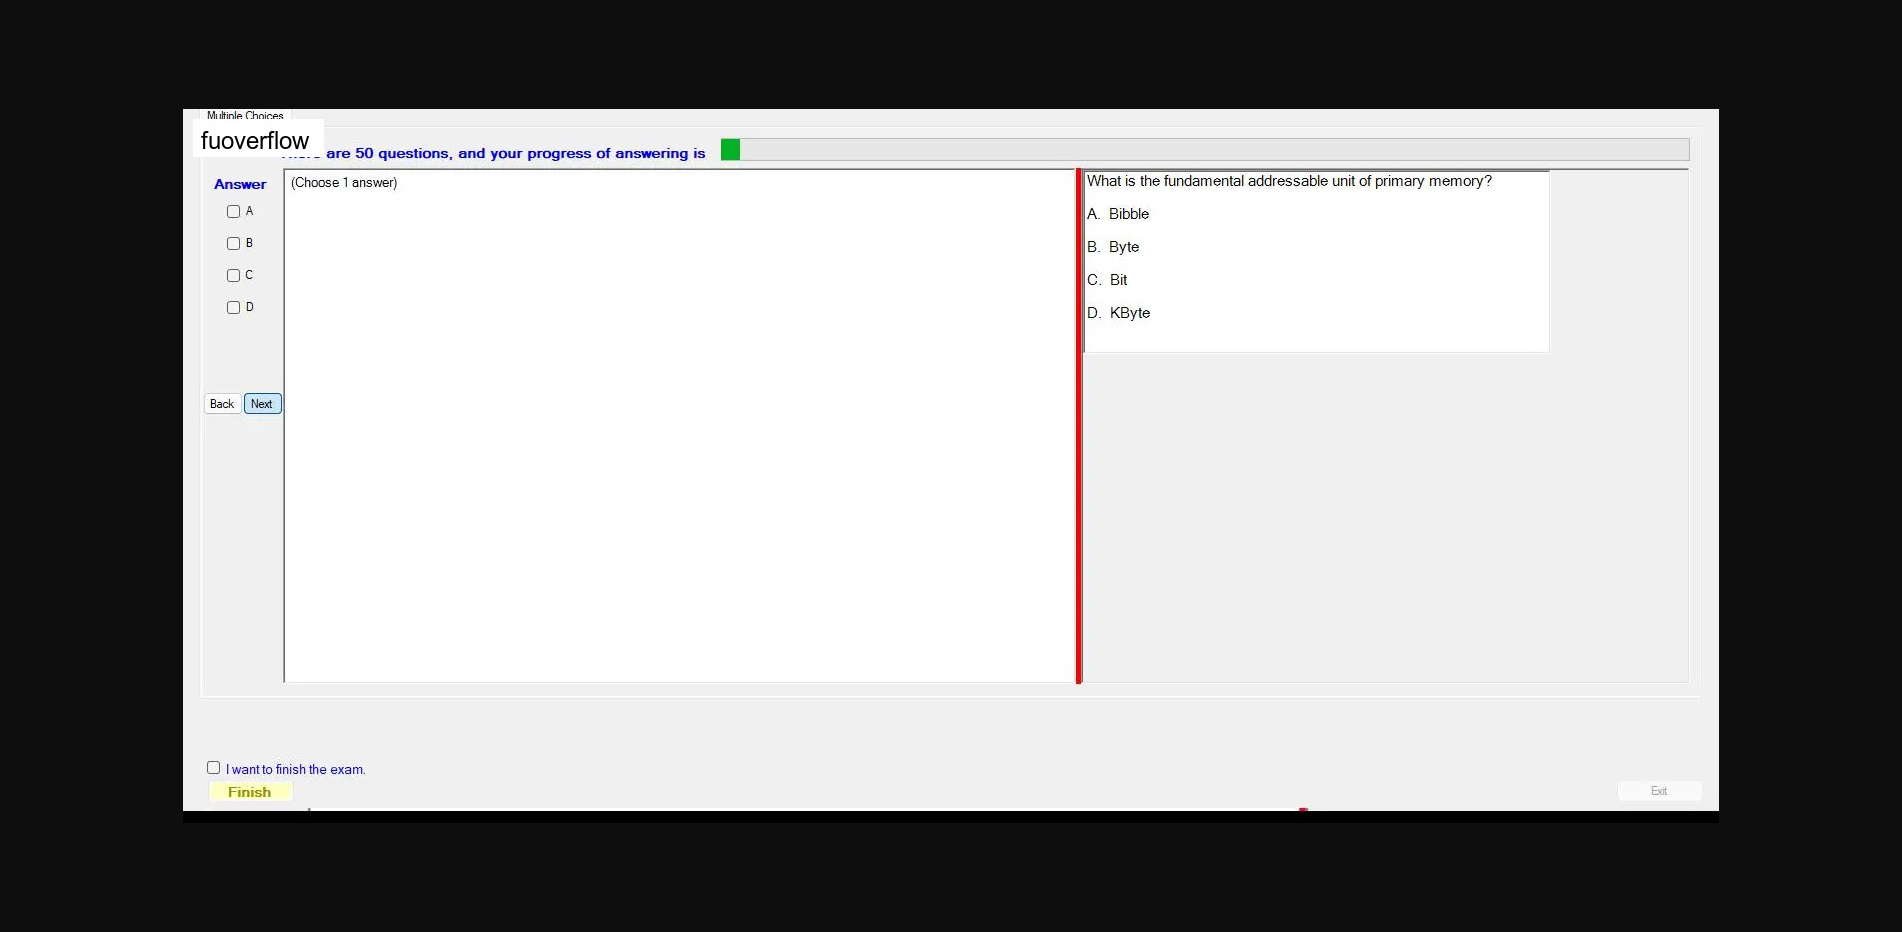 Multiple Choices
fuoverflow
are 50 questions, and your progress of answering is
Answer
(Choose 1 answer)
A
B
C
D
Back
Next
What is the fundamental addressable unit of primary memory?
A. Bibble
B. Byte
C. Bit
D. KByte
I want to finish the exam.
Finish
Exit